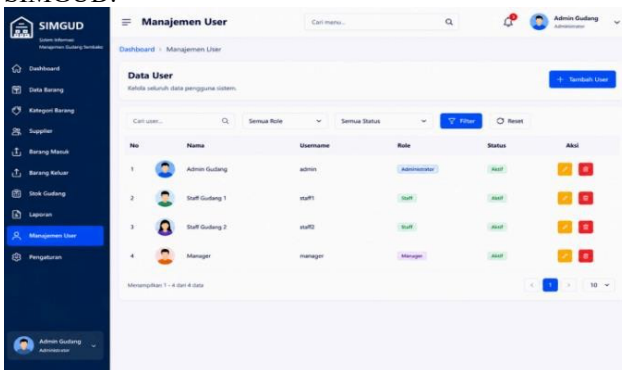 SIMGUD.
SIMGUD
Sistem Informasi
Manajemen Gudang Sembako
Manajemen User
Cari menu...
Admin Gudang
Administrator
Dashboard › Manajemen User
Dashboard
Data Barang
Kategori Barang
Supplier
Barang Masuk
Barang Keluar
Stok Gudang
Laporan
Manajemen User
Pengaturan
Admin Gudang
Administrator
Data User
Kelola seluruh data pengguna sistem.
+ Tambah User
Cari user...
Semua Role
Semua Status
Filter
Reset
No Nama Username Role Status Aksi
1 Admin Gudang admin Administrator Aktif
2 Staff Gudang 1 staff1 Staff Aktif
3 Staff Gudang 2 staff2 Staff Aktif
4 Manager manager Manager Aktif
Menampilkan 1 - 4 dari 4 data
‹ 1 › 10